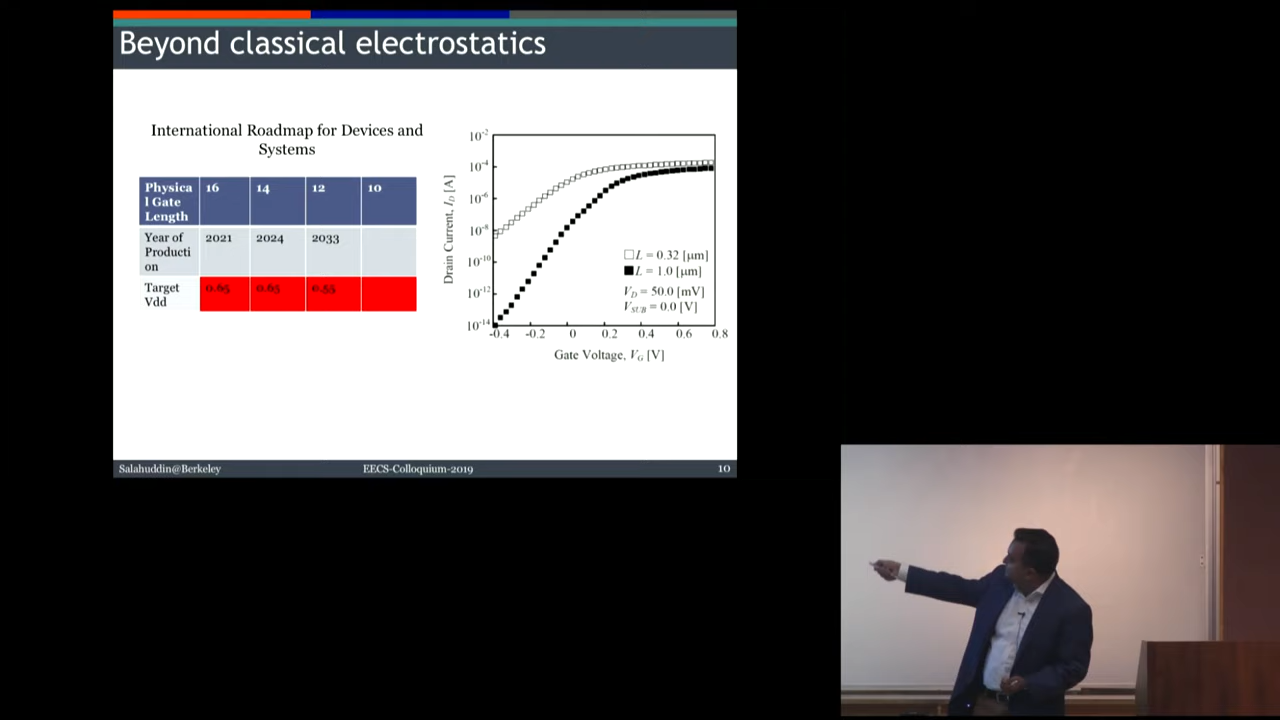 Beyond classical electrostatics
International Roadmap for Devices and
Systems
Physica
l Gate
Length
16
14
12
10
Year of
Producti
on
2021
2024
2033
Target
Vdd
0.65
0.65
0.55
Drain Current, I_D [A]
10^-2
10^-4
10^-6
10^-8
10^-10
10^-12
10^-14
L = 0.32 [µm]
L = 1.0 [µm]
V_D = 50.0 [mV]
V_SUB = 0.0 [V]
-0.4 -0.2 0 0.2 0.4 0.6 0.8
Gate Voltage, V_G [V]
Salahuddin@Berkeley
EECS-Colloquium-2019
10